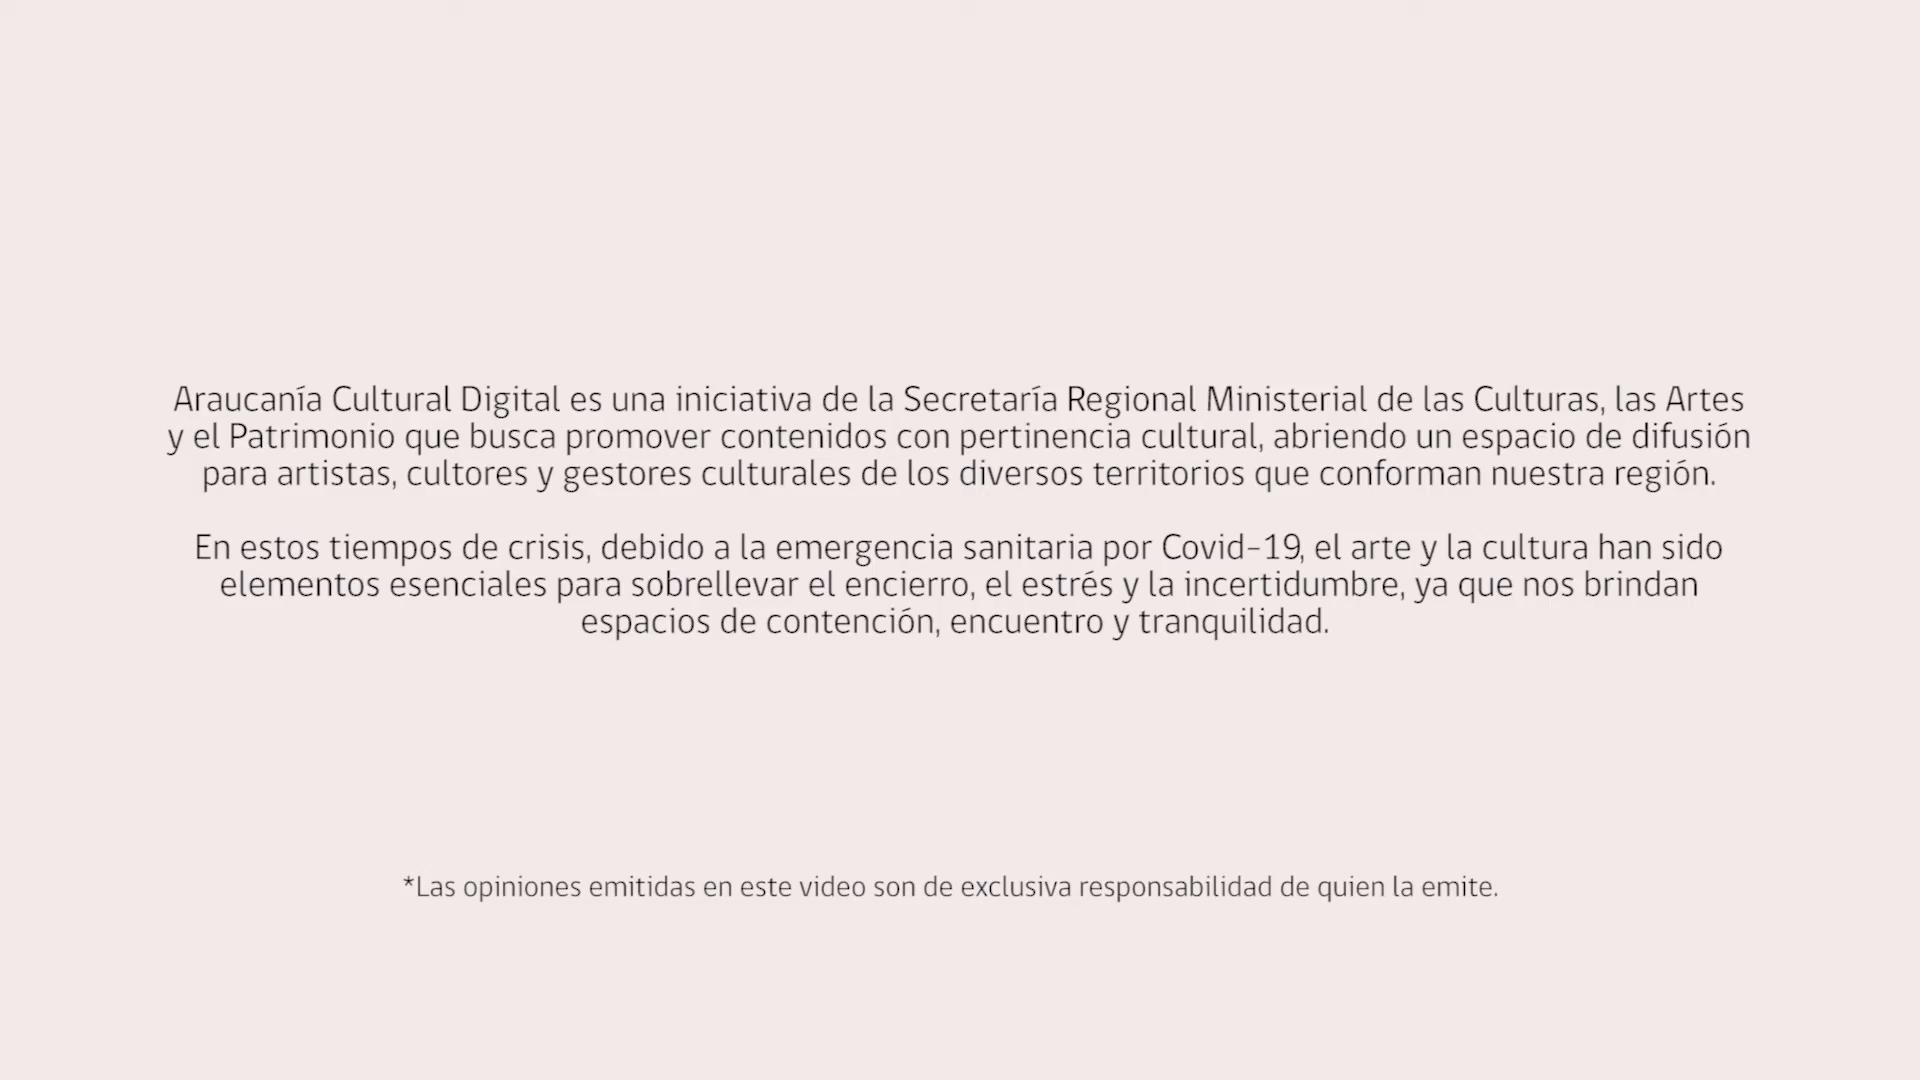 Araucanía Cultural Digital es una iniciativa de la Secretaría Regional Ministerial de las Culturas, las Artes
y el Patrimonio que busca promover contenidos con pertinencia cultural, abriendo un espacio de difusión
para artistas, cultores y gestores culturales de los diversos territorios que conforman nuestra región.
En estos tiempos de crisis, debido a la emergencia sanitaria por Covid-19, el arte y la cultura han sido
elementos esenciales para sobrellevar el encierro, el estrés y la incertidumbre, ya que nos brindan
espacios de contención, encuentro y tranquilidad.
*Las opiniones emitidas en este video son de exclusiva responsabilidad de quien la emite.